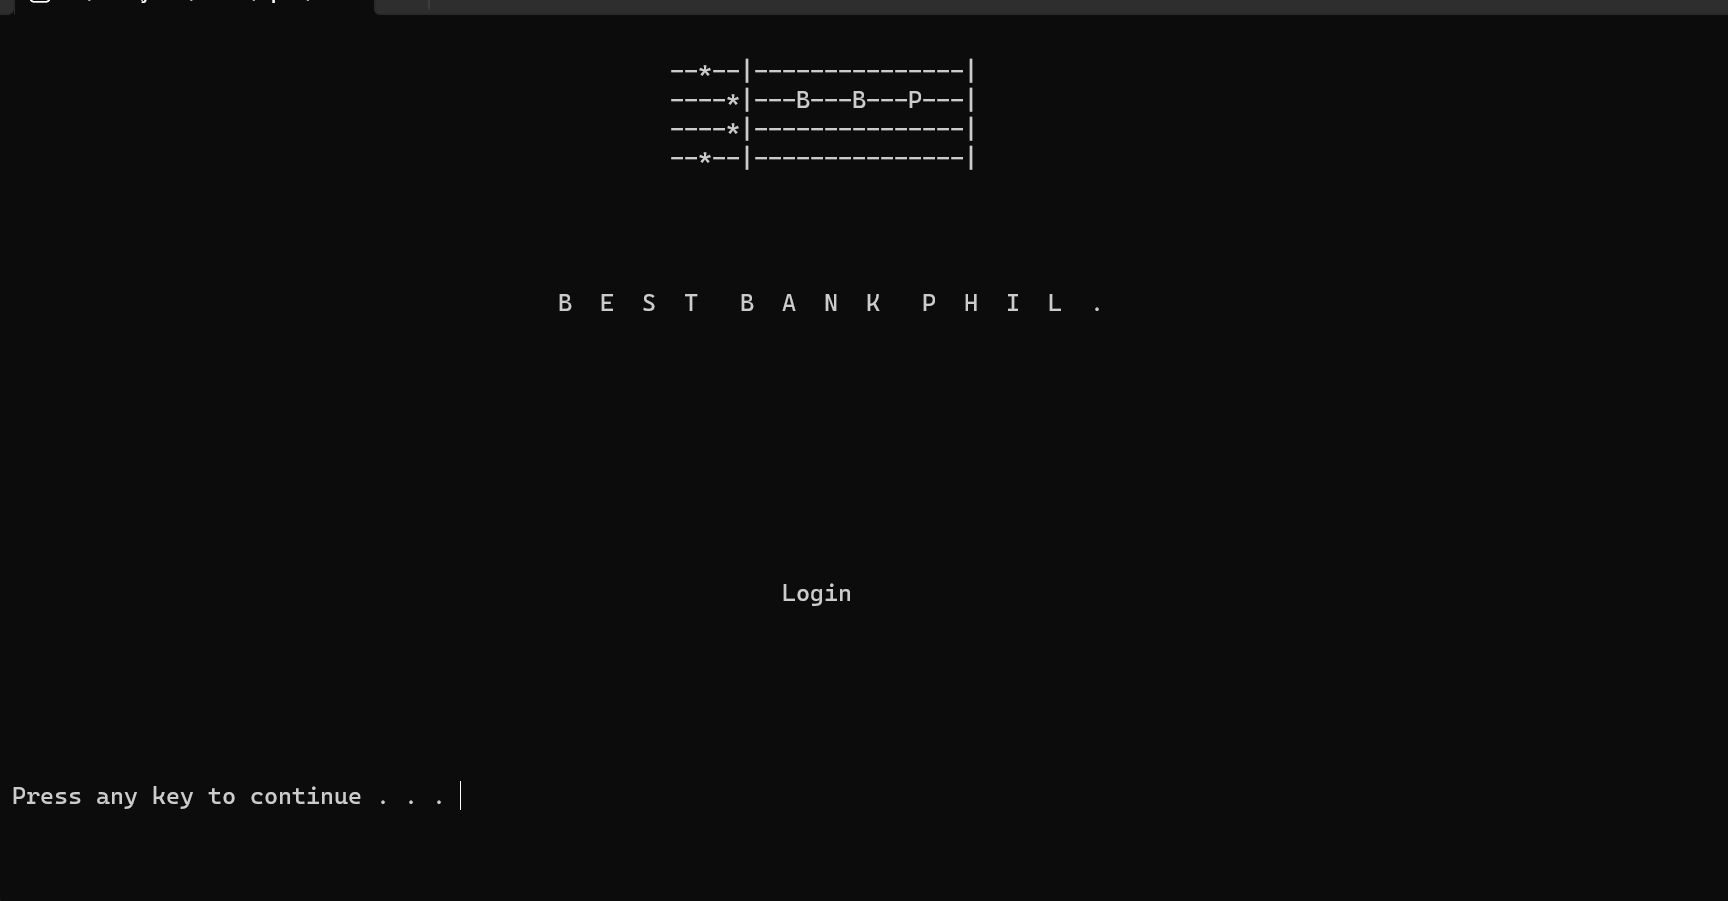 --*--|---------------|
----*|---B---B---P---|
----*|---------------|
--*--|---------------|
B E S T B A N K P H I L .
Login
Press any key to continue . . .